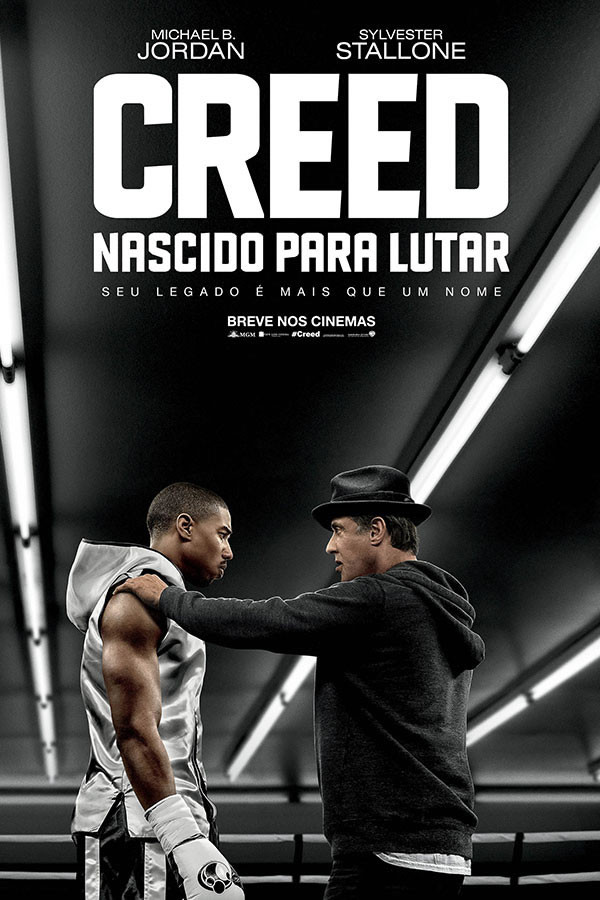 MICHAEL B. JORDAN
SYLVESTER STALLONE
CREED
NASCIDO PARA LUTAR
SEU LEGADO É MAIS QUE UM NOME
BREVE NOS CINEMAS
MGM #Creed